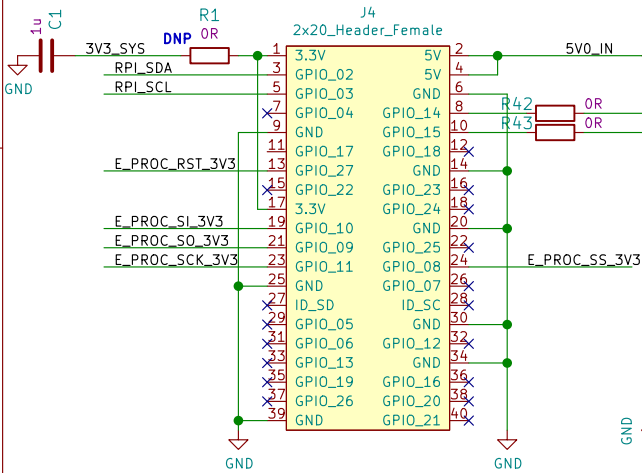 J4
2x20_Header_Female
R1
DNP 0R
1u C1
GND
3V3_SYS
RPI_SDA
RPI_SCL
E_PROC_RST_3V3
E_PROC_SI_3V3
E_PROC_SO_3V3
E_PROC_SCK_3V3
1 3.3V 5V 2
3 GPIO_02 5V 4
5 GPIO_03 GND 6
7 GPIO_04 GPIO_14 8
9 GND GPIO_15 10
11 GPIO_17 GPIO_18 12
13 GPIO_27 GND 14
15 GPIO_22 GPIO_23 16
17 3.3V GPIO_24 18
19 GPIO_10 GND 20
21 GPIO_09 GPIO_25 22
23 GPIO_11 GPIO_08 24
25 GND GPIO_07 26
27 ID_SD ID_SC 28
29 GPIO_05 GND 30
31 GPIO_06 GPIO_12 32
33 GPIO_13 GND 34
35 GPIO_19 GPIO_16 36
37 GPIO_26 GPIO_20 38
39 GND GPIO_21 40
5V0_IN
R42 0R
R43 0R
E_PROC_SS_3V3
GND
GND
GND